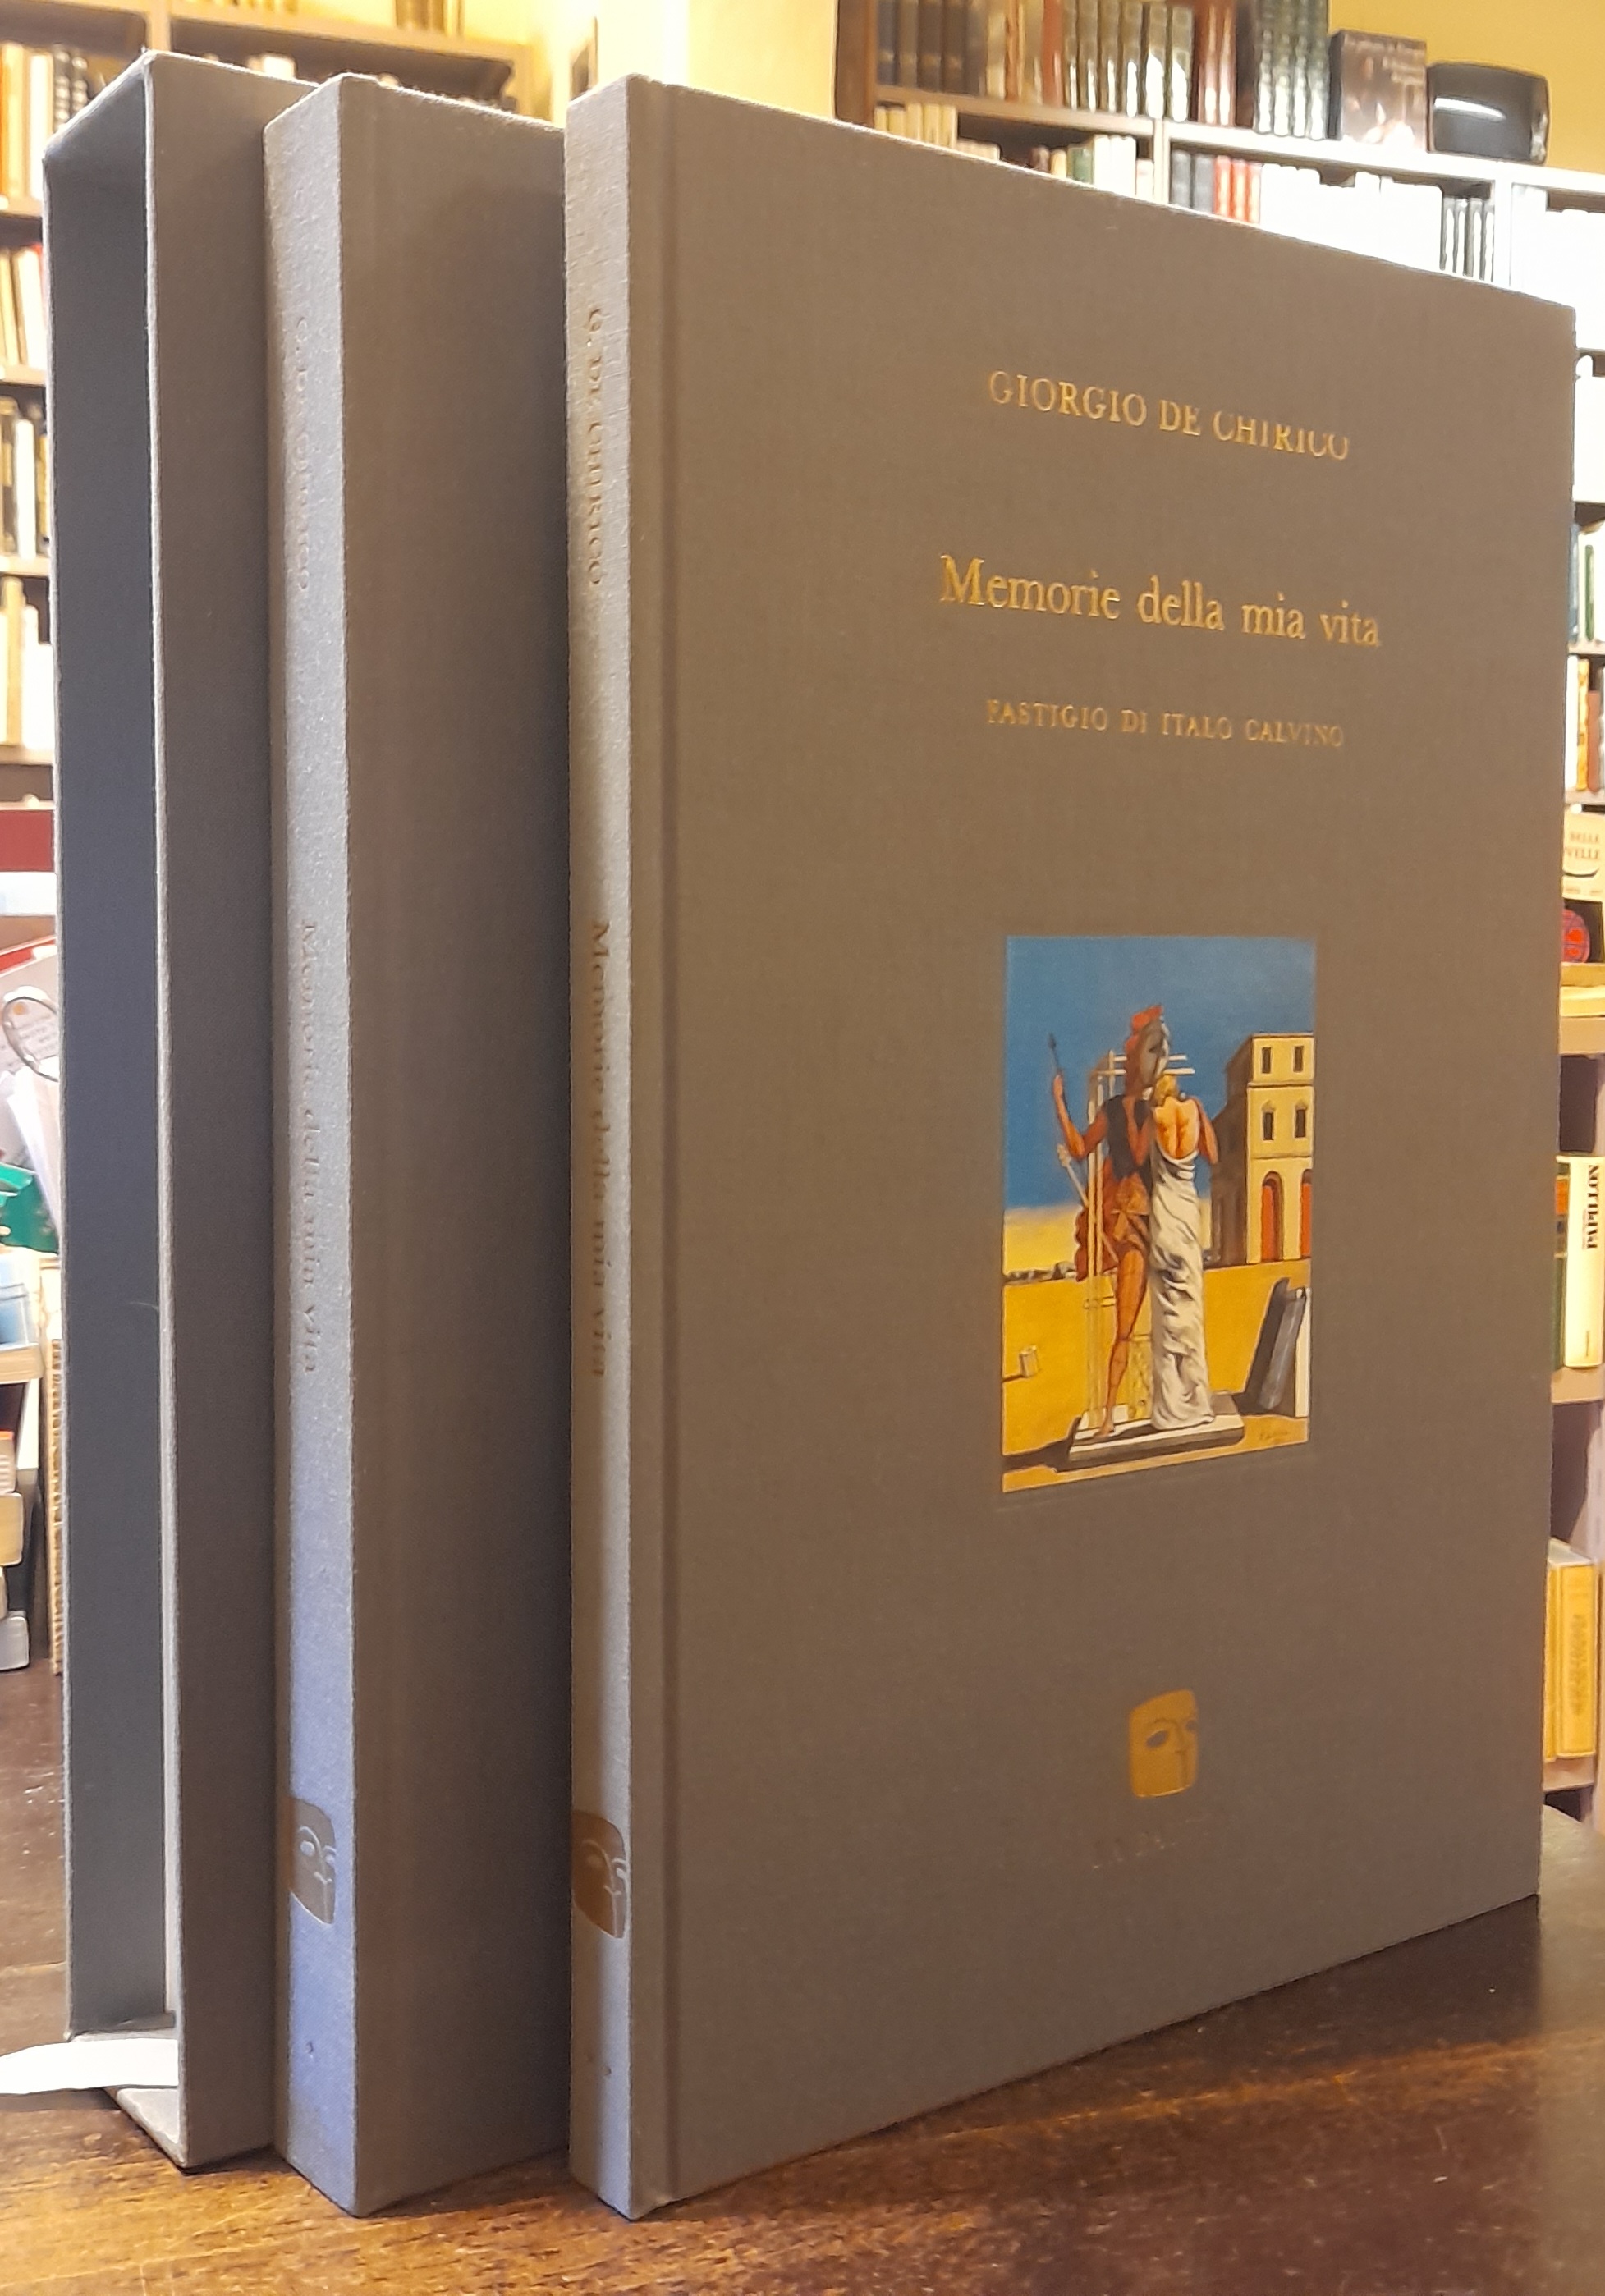 GIORGIO DE CHIRICO
Memorie della mia vita
FASTIGIO DI ITALO CALVINO
G. DE CHIRICO
Memorie della mia vita
G. DE CHIRICO
Memorie della mia vita
PAPILLON